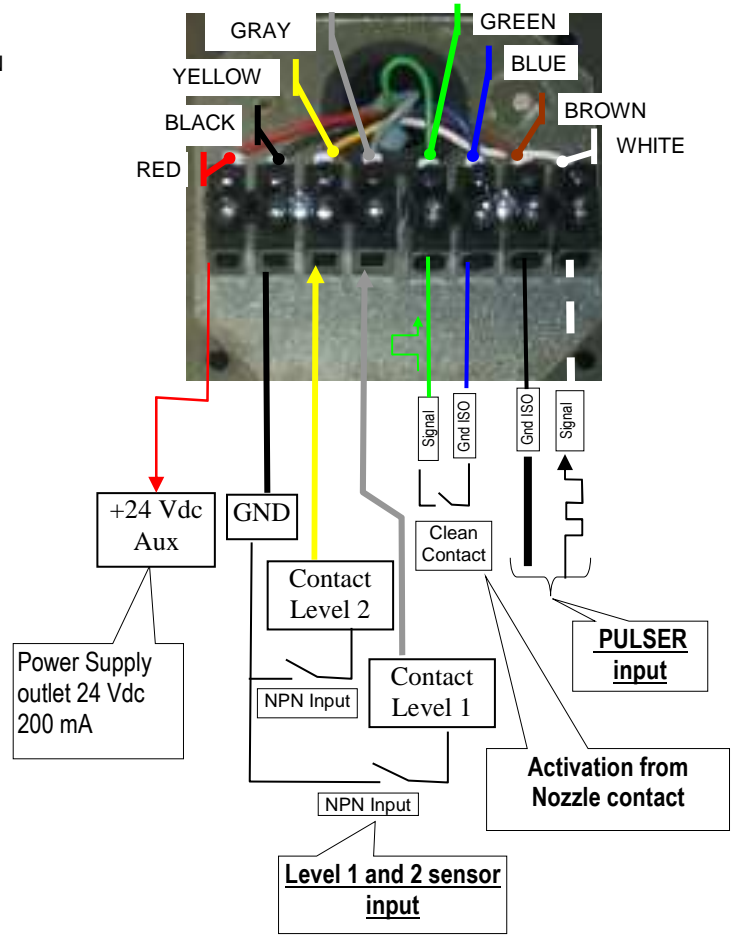 GREEN
GRAY
BLUE
YELLOW
BROWN
BLACK
WHITE
RED
Signal
Gnd ISO
Gnd ISO
Signal
+24 Vdc
Aux
GND
Clean
Contact
Contact
Level 2
PULSER
input
Power Supply
outlet 24 Vdc
200 mA
Contact
Level 1
NPN Input
Activation from
Nozzle contact
NPN Input
Level 1 and 2 sensor
input